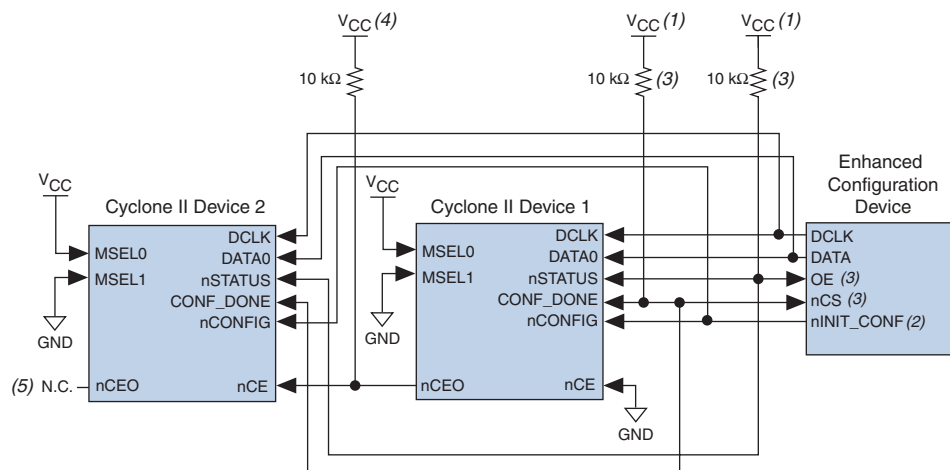 VCC (4)
VCC (1)
VCC (1)
10 kΩ
10 kΩ (3)
10 kΩ (3)
VCC
Cyclone II Device 2
MSEL0
MSEL1
GND
DCLK
DATA0
nSTATUS
CONF_DONE
nCONFIG
(5) N.C.
nCEO
nCE
VCC
Cyclone II Device 1
MSEL0
MSEL1
GND
DCLK
DATA0
nSTATUS
CONF_DONE
nCONFIG
nCEO
nCE
GND
Enhanced
Configuration
Device
DCLK
DATA
OE (3)
nCS (3)
nINIT_CONF (2)